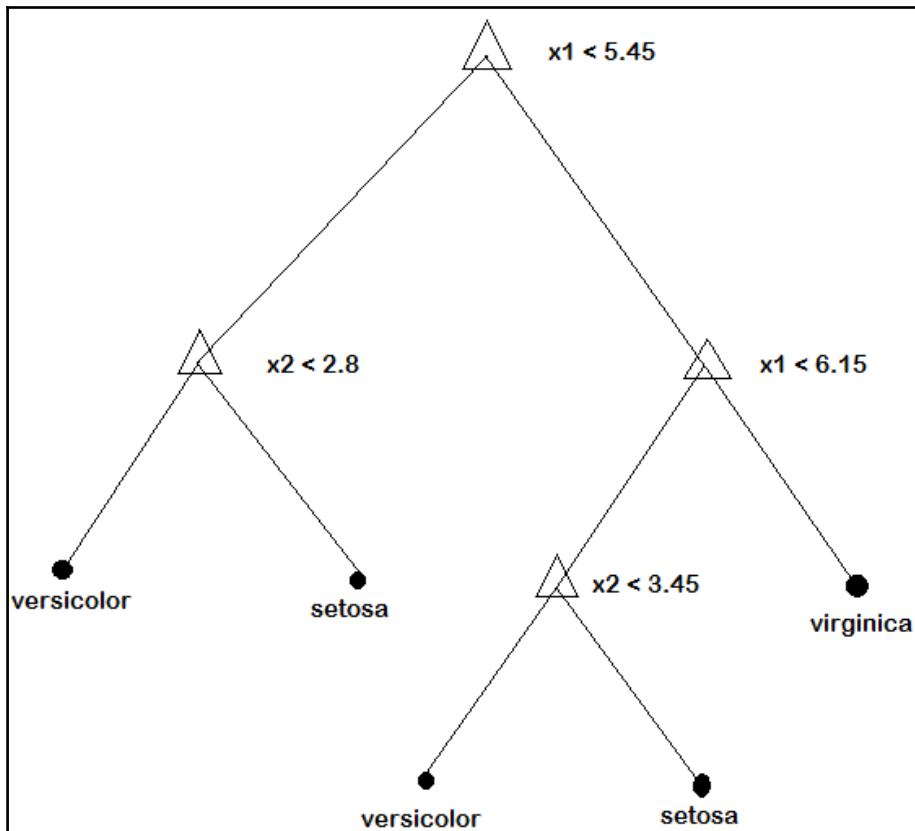 x1 < 5.45
x2 < 2.8
x1 < 6.15
versicolor
setosa
x2 < 3.45
virginica
versicolor
setosa